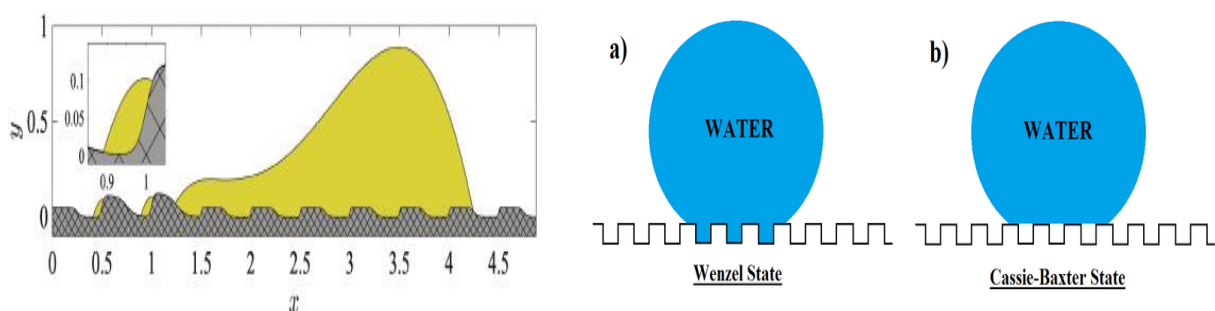 1
0.5
0
y
0.1
0.05
0
0.9 1
0 0.5 1 1.5 2 2.5 3 3.5 4 4.5
x
a)
WATER
Wenzel State
b)
WATER
Cassie-Baxter State